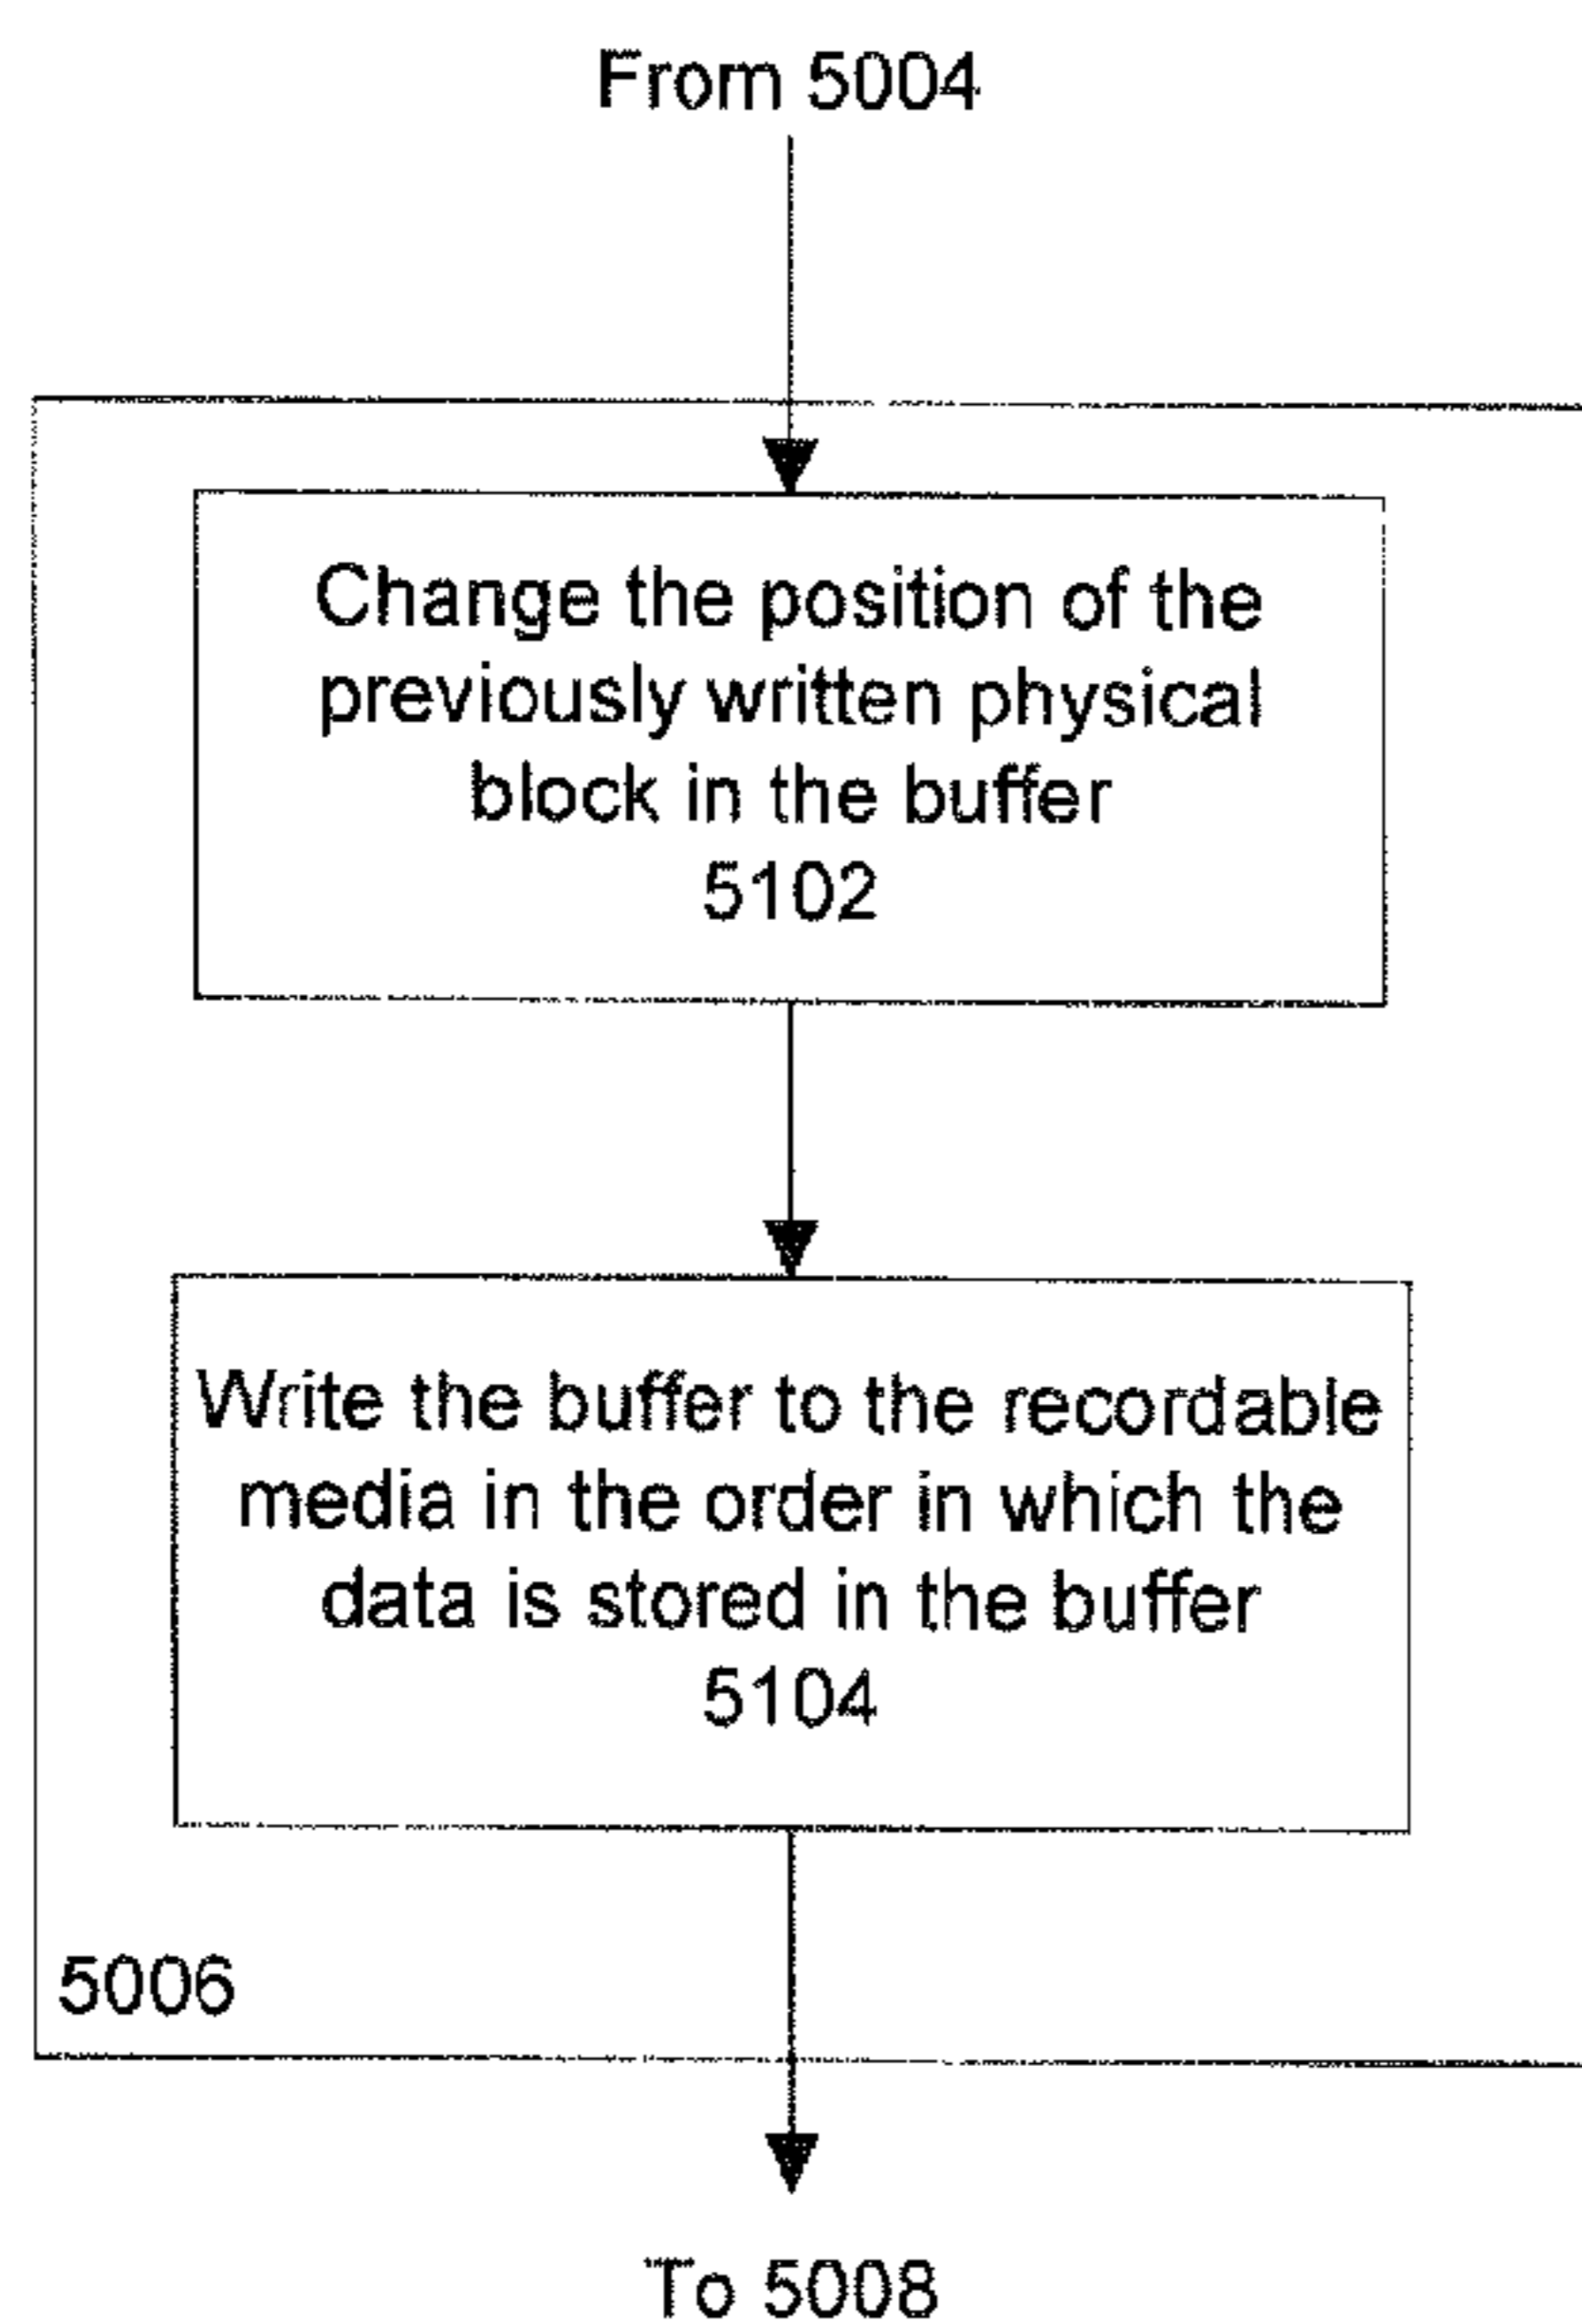 From 5004
Change the position of the
previously written physical
block in the buffer
5102
Write the buffer to the recordable
media in the order in which the
data is stored in the buffer
5104
5006
To 5008